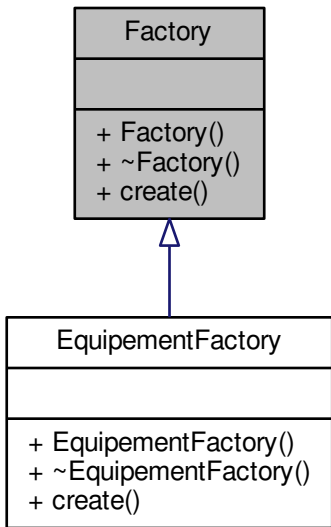 Factory
+ Factory()
+ ~Factory()
+ create()
EquipementFactory
+ EquipementFactory()
+ ~EquipementFactory()
+ create()